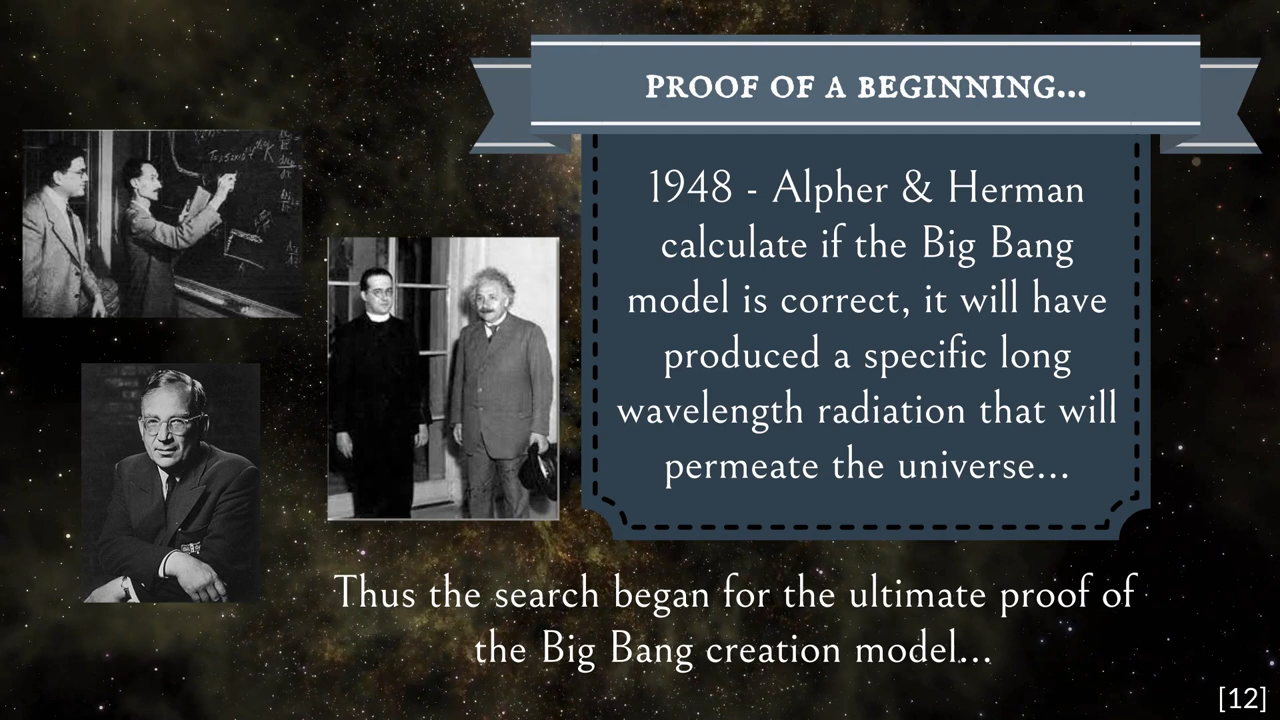 PROOF OF A BEGINNING...
1948 - Alpher & Herman
calculate if the Big Bang
model is correct, it will have
produced a specific long
wavelength radiation that will
permeate the universe...
Thus the search began for the ultimate proof of
the Big Bang creation model...
[12]